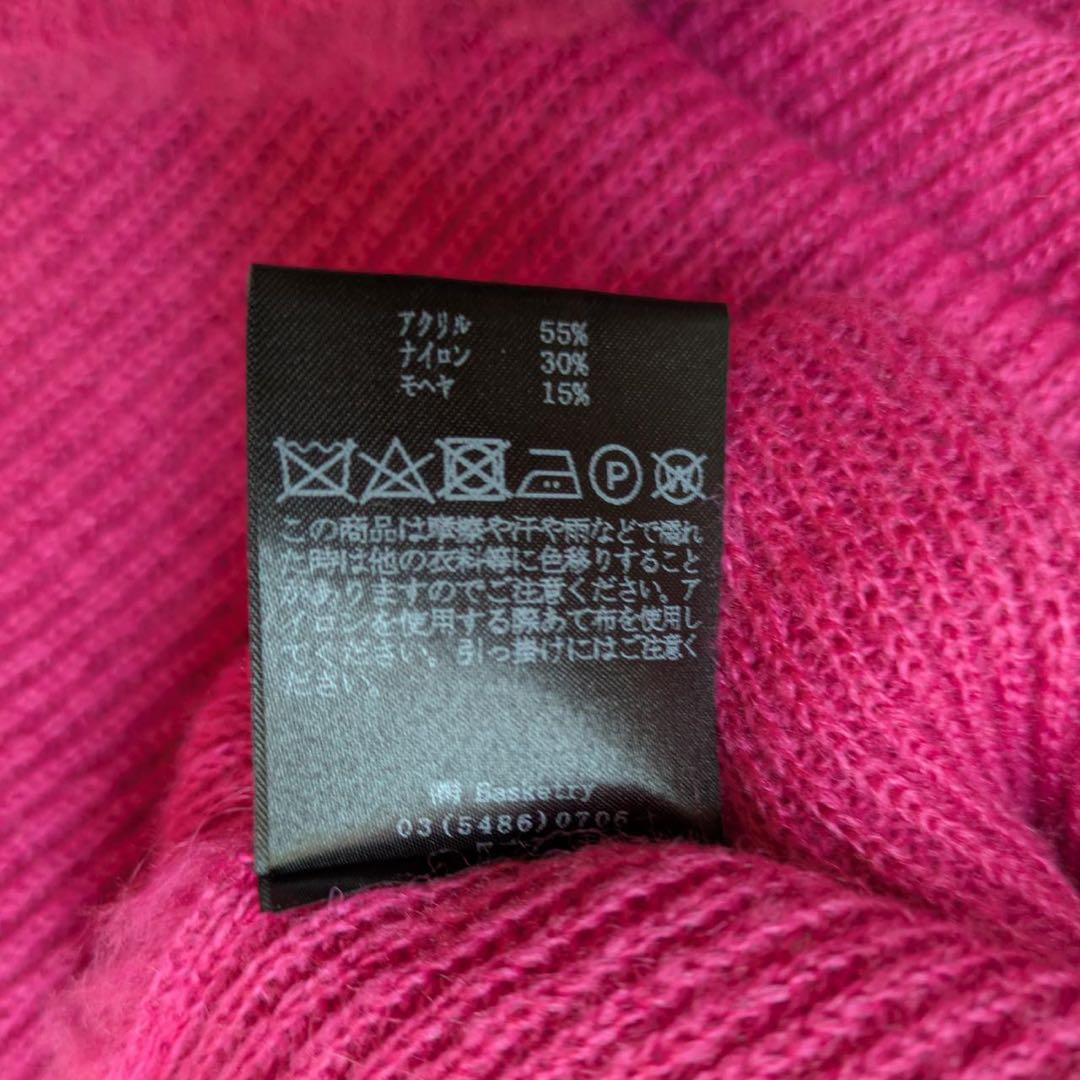 アクリル 55%
ナイロン 30%
モヘヤ 15%
P W
この商品は摩擦や汗や雨などで濡れ
た時は他の衣料等に色移りすること
がありますのでご注意ください。ア
イロンを使用する際あて布を使用し
てください。引っ掛けにはご注意く
ださい。
㈲ Basketry
03(5486)0706